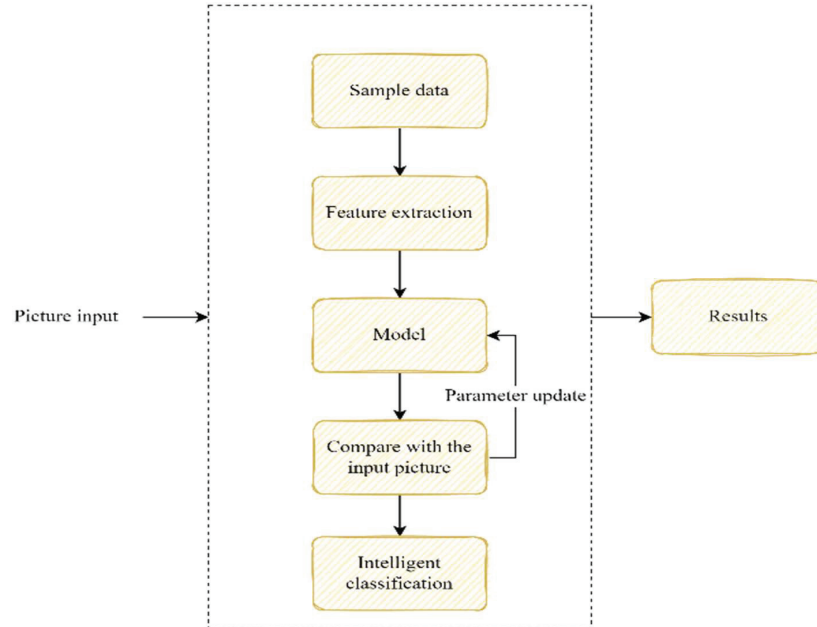 Sample data
Feature extraction
Picture input
Model
Results
Parameter update
Compare with the
input picture
Intelligent
classification